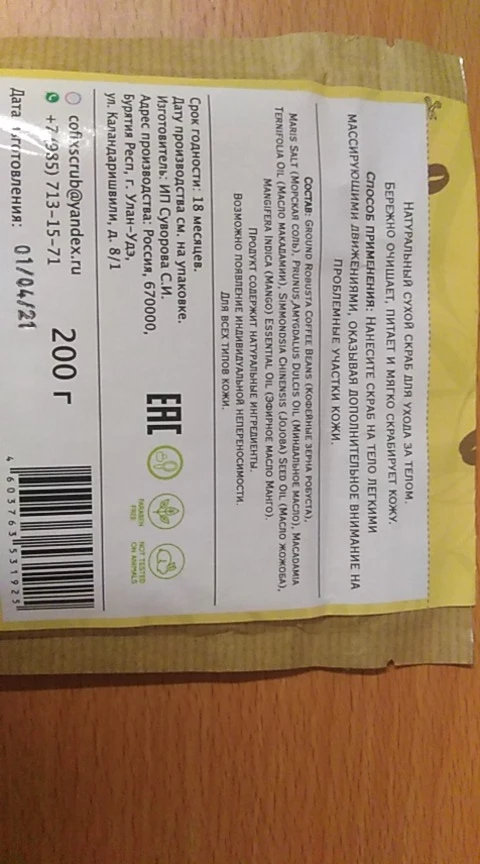 Натуральный сухой скраб для ухода за телом.
Бережно очищает, питает и мягко скрабирует кожу.
Способ применения: Нанесите скраб на тело легкими
массирующими движениями, оказывая дополнительное внимание на
проблемные участки кожи.
Состав: Ground Robusta Coffee Beans (Кофейные зерна робуста),
Maris Salt (Морская соль), Prunus Amygdalus Dulcis Oil (Миндальное масло), Macadamia
Ternifolia Oil (Масло макадамии), Simmondsia Chinensis (Jojoba) Seed Oil (Масло жожоба),
Mangifera Indica (Mango) Essential Oil (Эфирное масло Манго).
Продукт содержит натуральные ингредиенты.
Возможно появление индивидуальной непереносимости.
Для всех типов кожи.
Срок годности: 18 месяцев.
Дату производства см. на упаковке.
Изготовитель: ИП Суворова С.И.
Адрес производства: Россия, 670000,
Бурятия Респ, г. Улан-Удэ,
ул. Каландаришвили, д. 8/1
EAC
PARABEN
FREE
NOT TESTED
ON ANIMALS
cofixscrub@yandex.ru
+7 (985) 713-15-71
200 г
Дата изготовления: 01/04/21
4 603763 531925